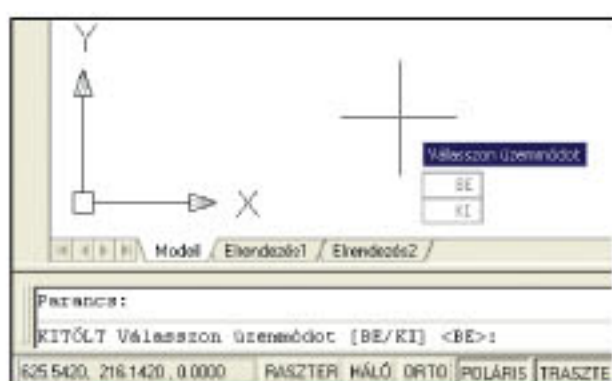 Y
Válasszon üzemmódot
BE
KI
X
Modell / Elrendezés1 / Elrendezés2 /
Parancs:
KITÖLT Válasszon üzemmódot [BE/KI] <BE>:
625.5420, 216.1420, 0.0000 RASZTER HÁLÓ ORTO POLÁRIS TRASZTE